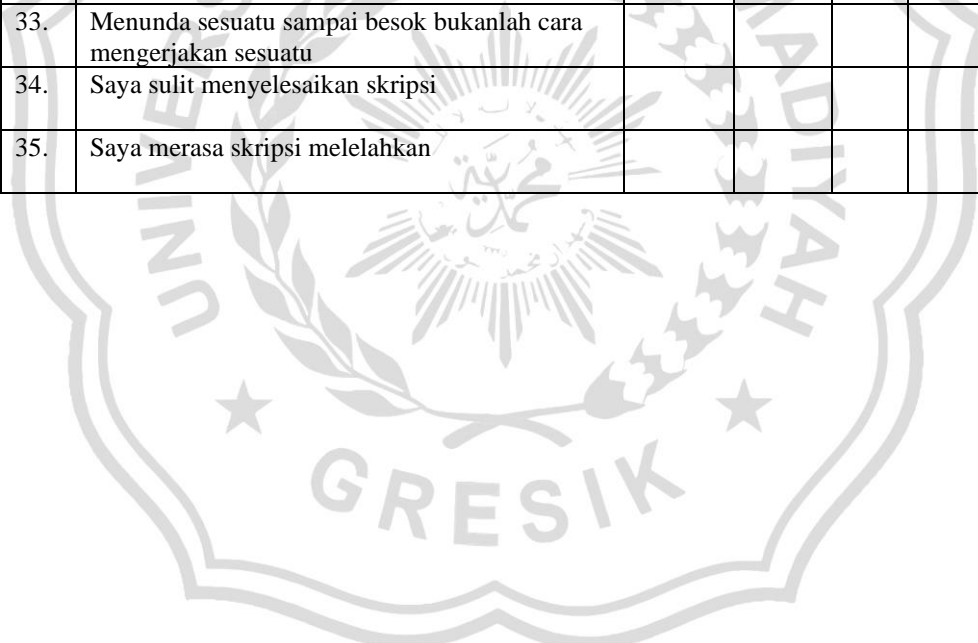 33. Menunda sesuatu sampai besok bukanlah cara
mengerjakan sesuatu
34. Saya sulit menyelesaikan skripsi
35. Saya merasa skripsi melelahkan
GRESIK